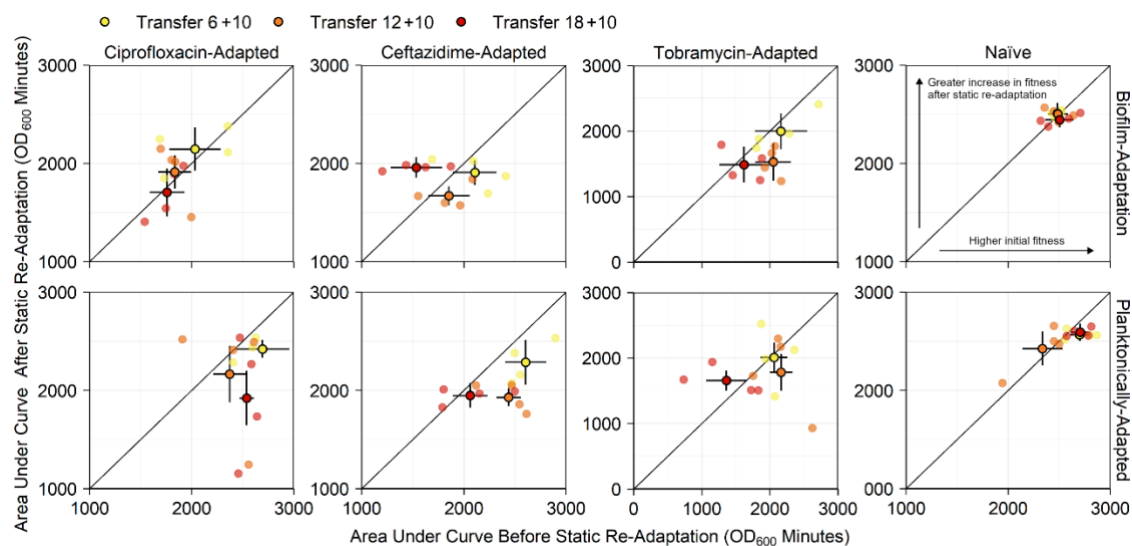 Transfer 6 +10 Transfer 12 +10 Transfer 18 +10
Ciprofloxacin-Adapted Ceftazidime-Adapted Tobramycin-Adapted Naïve
Area Under Curve After Static Re-Adaptation (OD600 Minutes)
3000 3000 3000 3000
2000 2000 2000 2000
1000
1000 1000 0 1000
Greater increase in fitness
after static re-adaptation
Higher initial fitness
Biofilm-Adapted
3000 3000 3000 3000
2000 2000 2000 2000
1000
1000 1000 0 0000
1000 2000 3000 1000 2000 3000 0 1000 2000 3000 1000 2000 3000
Planktonically-Adapted
Area Under Curve Before Static Re-Adaptation (OD600 Minutes)